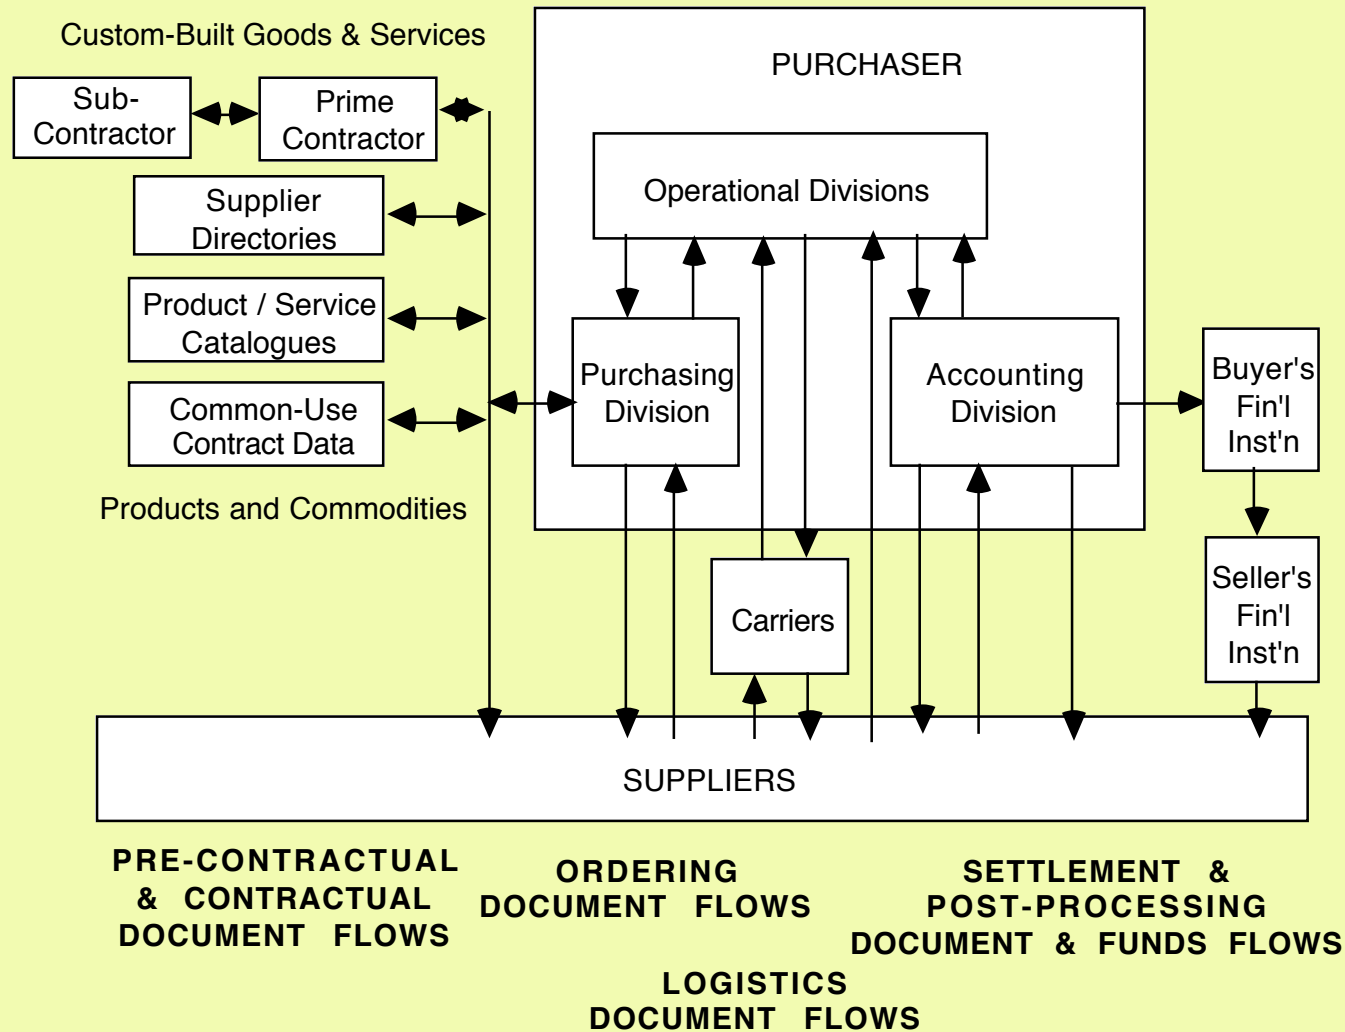 Custom-Built Goods & Services
PURCHASER
Sub-
Contractor
Prime
Contractor
Operational Divisions
Supplier
Directories
Product / Service
Catalogues
Purchasing
Division
Accounting
Division
Buyer's
Fin'l
Inst'n
Common-Use
Contract Data
Products and Commodities
Carriers
Seller's
Fin'l
Inst'n
SUPPLIERS
PRE-CONTRACTUAL
& CONTRACTUAL
DOCUMENT FLOWS
ORDERING
DOCUMENT FLOWS
SETTLEMENT &
POST-PROCESSING
DOCUMENT & FUNDS FLOWS
LOGISTICS
DOCUMENT FLOWS